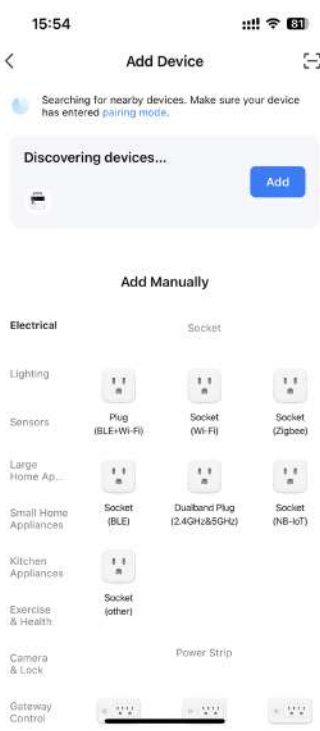 15:54
81
Add Device
Searching for nearby devices. Make sure your device
has entered pairing mode.
Discovering devices...
Add
Add Manually
Electrical
Socket
Lighting
Plug
(BLE+Wi-Fi)
Socket
(Wi-Fi)
Socket
(Zigbee)
Sensors
Large
Home Ap...
Socket
(BLE)
Dualband Plug
(2.4GHz&5GHz)
Socket
(NB-IoT)
Small Home
Appliances
Kitchen
Appliances
Socket
(other)
Exercise
& Health
Power Strip
Camera
& Lock
Gateway
Control